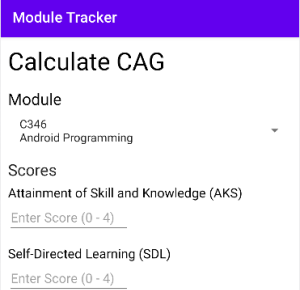 Module Tracker
Calculate CAG
Module
C346
Android Programming
Scores
Attainment of Skill and Knowledge (AKS)
Enter Score (0 - 4)
Self-Directed Learning (SDL)
Enter Score (0 - 4)